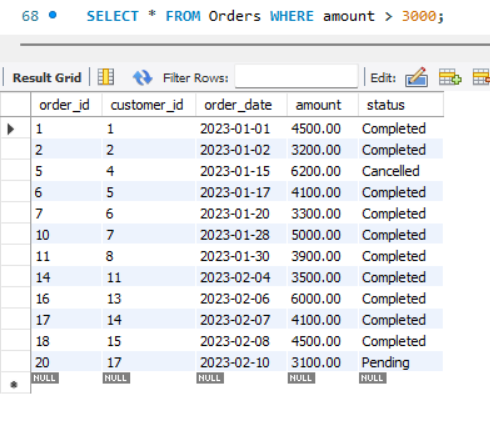 68 SELECT * FROM Orders WHERE amount > 3000;
Result Grid Filter Rows: Edit:
order_id customer_id order_date amount status
1 1 2023-01-01 4500.00 Completed
2 2 2023-01-02 3200.00 Completed
5 4 2023-01-15 6200.00 Cancelled
6 5 2023-01-17 4100.00 Completed
7 6 2023-01-20 3300.00 Completed
10 7 2023-01-28 5000.00 Completed
11 8 2023-01-30 3900.00 Completed
14 11 2023-02-04 3500.00 Completed
16 13 2023-02-06 6000.00 Completed
17 14 2023-02-07 4100.00 Completed
18 15 2023-02-08 4500.00 Completed
20 17 2023-02-10 3100.00 Pending
NULL NULL NULL NULL NULL